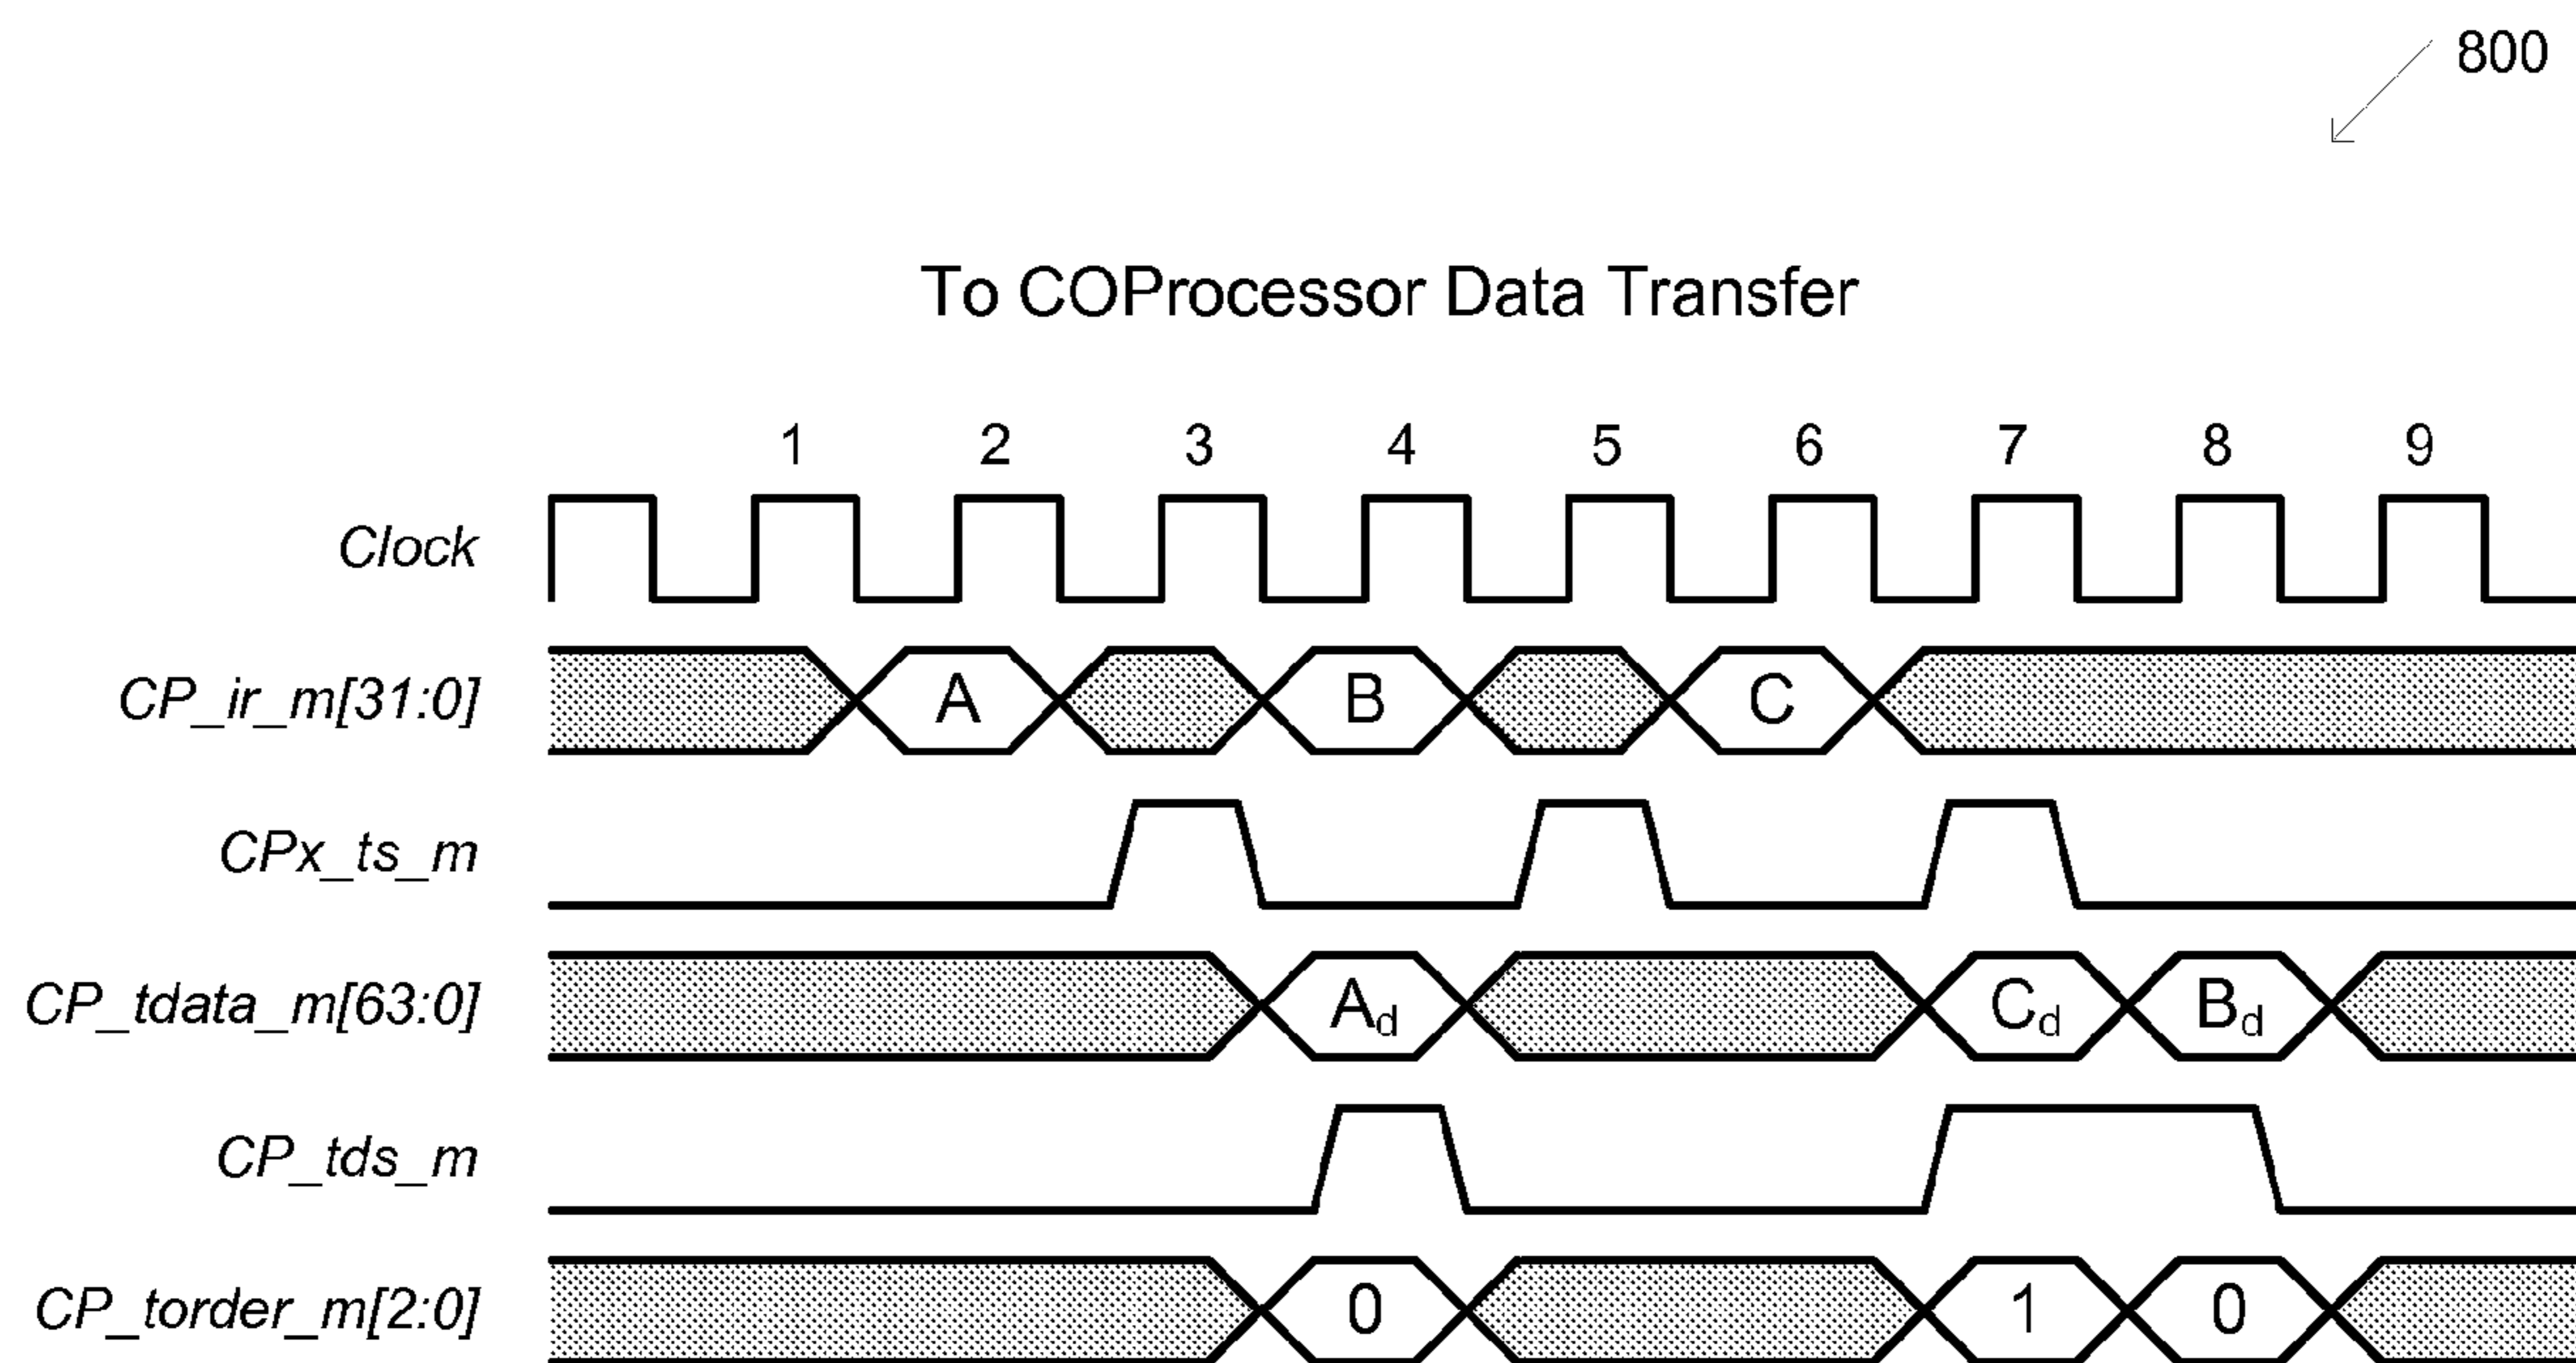 800
To COProcessor Data Transfer
1 2 3 4 5 6 7 8 9
Clock
CP_ir_m[31:0] A B C
CPx_ts_m
CP_tdata_m[63:0] Ad Cd Bd
CP_tds_m
CP_torder_m[2:0] 0 1 0